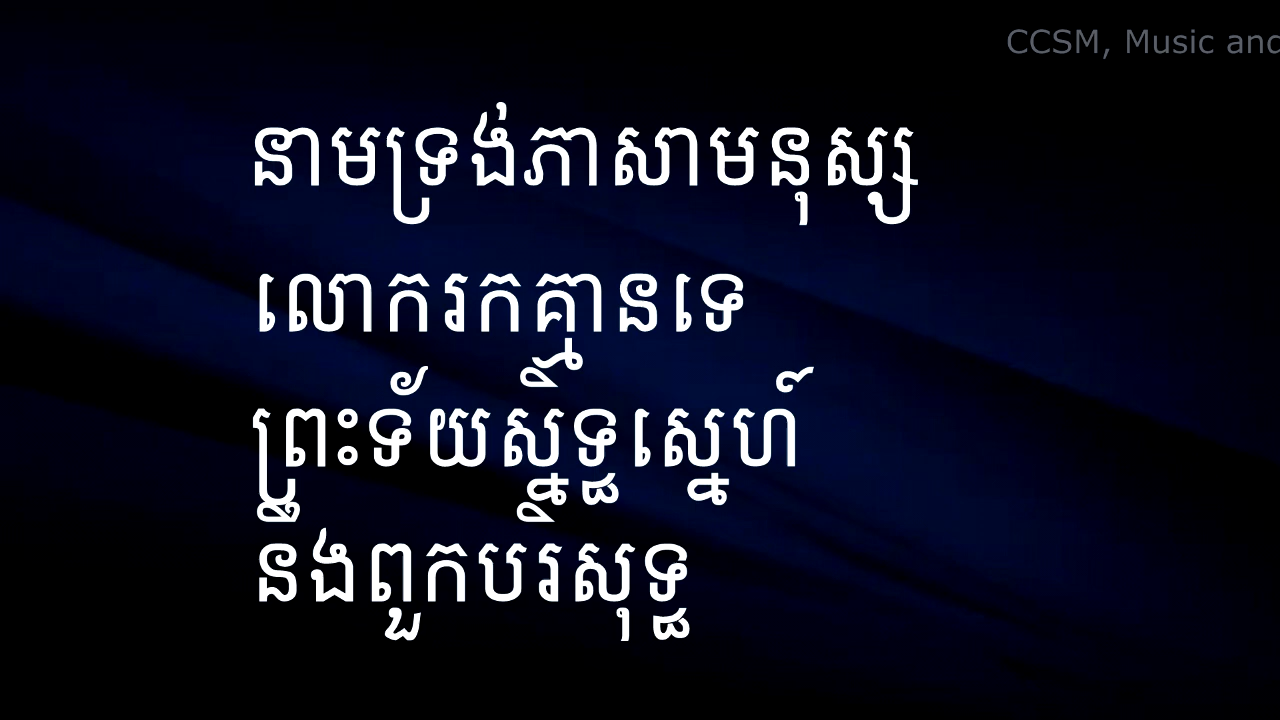 CCSM, Music and
នាមទ្រង់ភាសាមនុស្ស
លោករកគ្មានទេ
ព្រះទ័យស្និទ្ធស្នេហ៍
នឹងពួកបរិសុទ្ធ